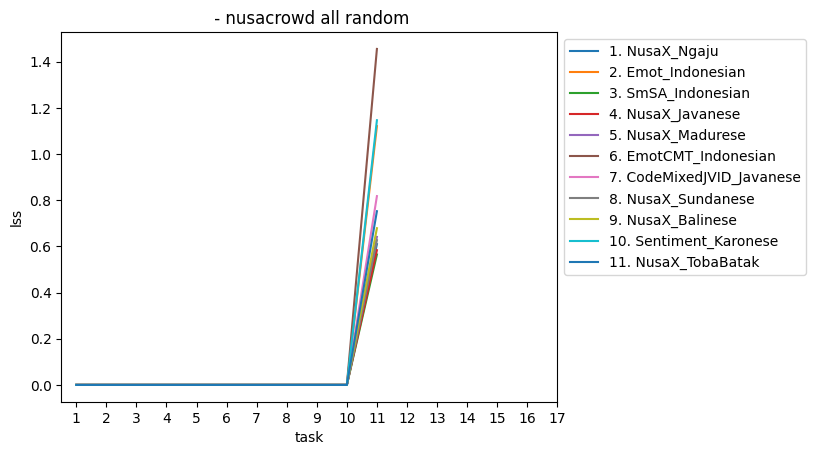 - nusacrowd all random
lss
1.4
1.2
1.0
0.8
0.6
0.4
0.2
0.0
1 2 3 4 5 6 7 8 9 10 11 12 13 14 15 16 17
task
1. NusaX_Ngaju
2. Emot_Indonesian
3. SmSA_Indonesian
4. NusaX_Javanese
5. NusaX_Madurese
6. EmotCMT_Indonesian
7. CodeMixedJVID_Javanese
8. NusaX_Sundanese
9. NusaX_Balinese
10. Sentiment_Karonese
11. NusaX_TobaBatak